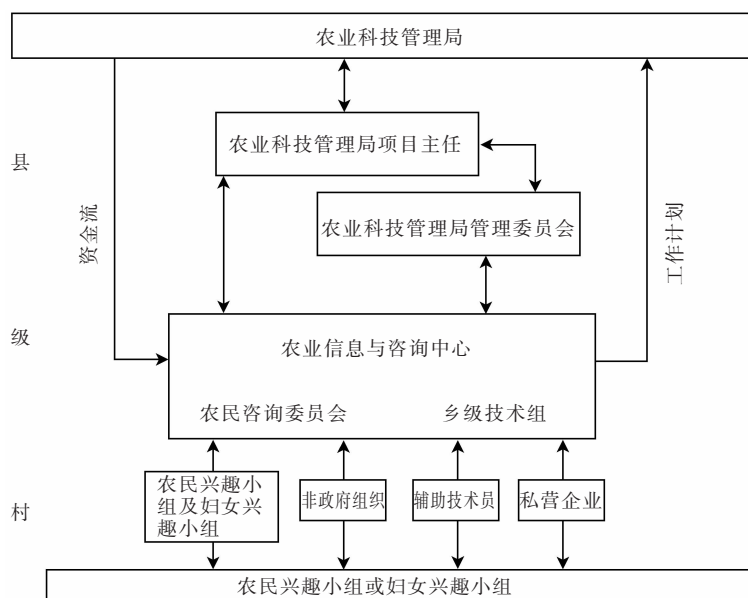 农业科技管理局
农业科技管理局项目主任
县
农业科技管理局管理委员会
资金流
工作计划
级
农业信息与咨询中心
农民咨询委员会
乡级技术组
农民兴趣小
组及妇女兴
趣小组
非政府组织
辅助技术员
私营企业
村
农民兴趣小组或妇女兴趣小组